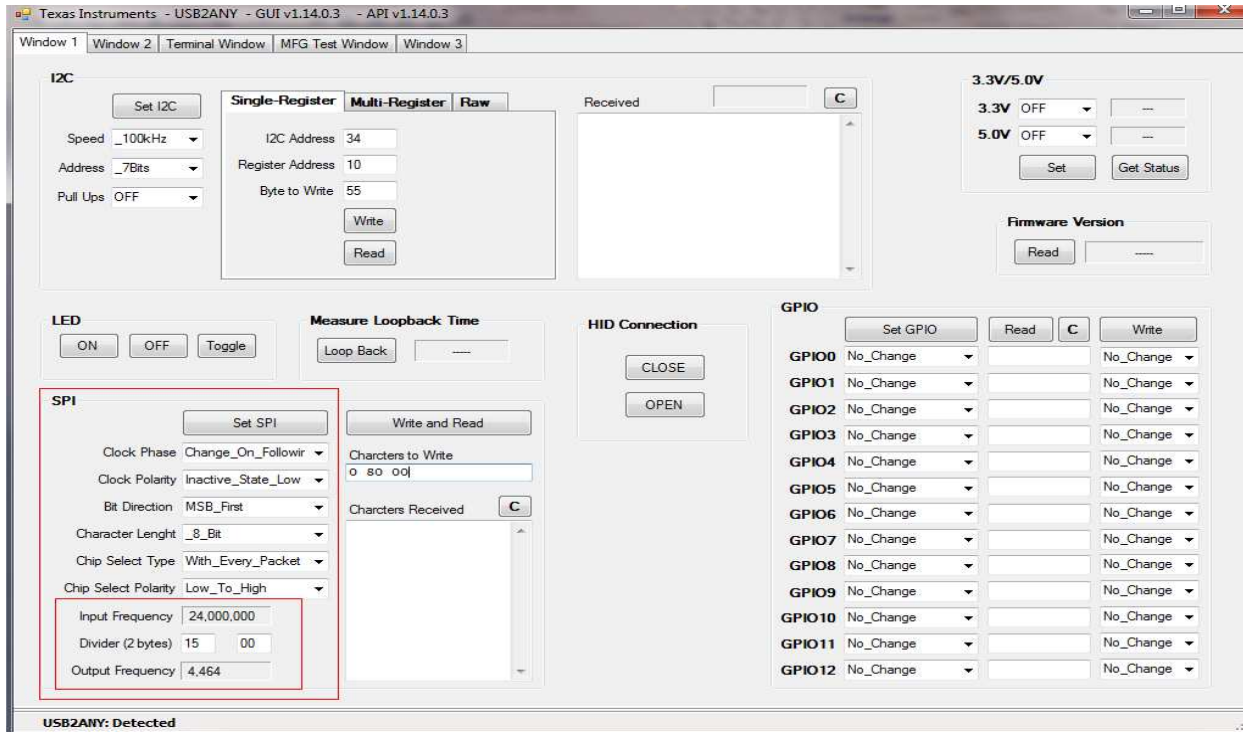 Texas Instruments - USB2ANY - GUI v1.14.0.3 - API v1.14.0.3
Window 1 Window 2 Terminal Window MFG Test Window Window 3
I2C
Set I2C
Speed _100kHz
Address _7Bits
Pull Ups OFF
Single-Register Multi-Register Raw
I2C Address 34
Register Address 10
Byte to Write 55
Write
Read
Received C
3.3V/5.0V
3.3V OFF ---
5.0V OFF ---
Set Get Status
Firmware Version
Read -----
LED
ON OFF Toggle
Measure Loopback Time
Loop Back -----
HID Connection
CLOSE
OPEN
SPI
Set SPI
Clock Phase Change_On_Followir
Clock Polarity Inactive_State_Low
Bit Direction MSB_First
Character Lenght _8_Bit
Chip Select Type With_Every_Packet
Chip Select Polarity Low_To_High
Input Frequency 24,000,000
Divider (2 bytes) 15 00
Output Frequency 4,464
Write and Read
Charcters to Write
0 80 00
Charcters Received C
GPIO
Set GPIO Read C Write
GPIO0 No_Change No_Change
GPIO1 No_Change No_Change
GPIO2 No_Change No_Change
GPIO3 No_Change No_Change
GPIO4 No_Change No_Change
GPIO5 No_Change No_Change
GPIO6 No_Change No_Change
GPIO7 No_Change No_Change
GPIO8 No_Change No_Change
GPIO9 No_Change No_Change
GPIO10 No_Change No_Change
GPIO11 No_Change No_Change
GPIO12 No_Change No_Change
USB2ANY: Detected